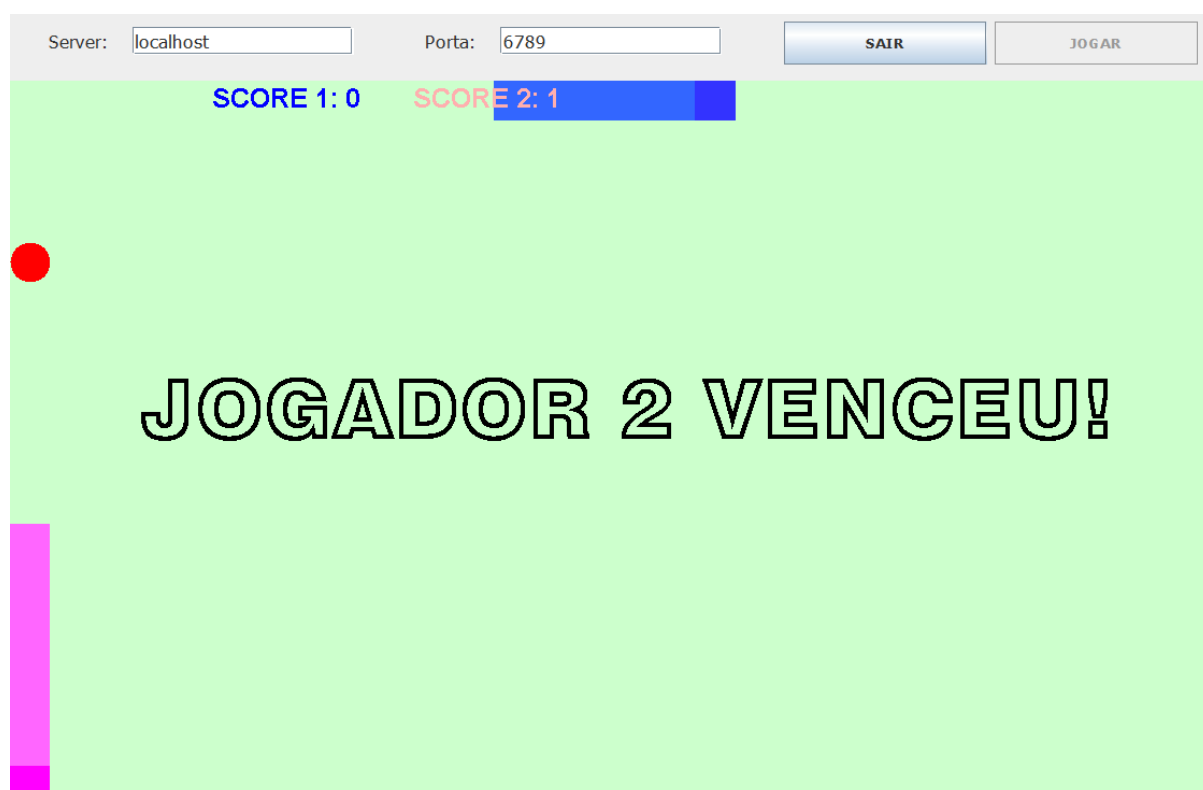 Server: localhost Porta: 6789 SAIR JOGAR
SCORE 1: 0 SCORE 2: 1
JOGADOR 2 VENCEU!